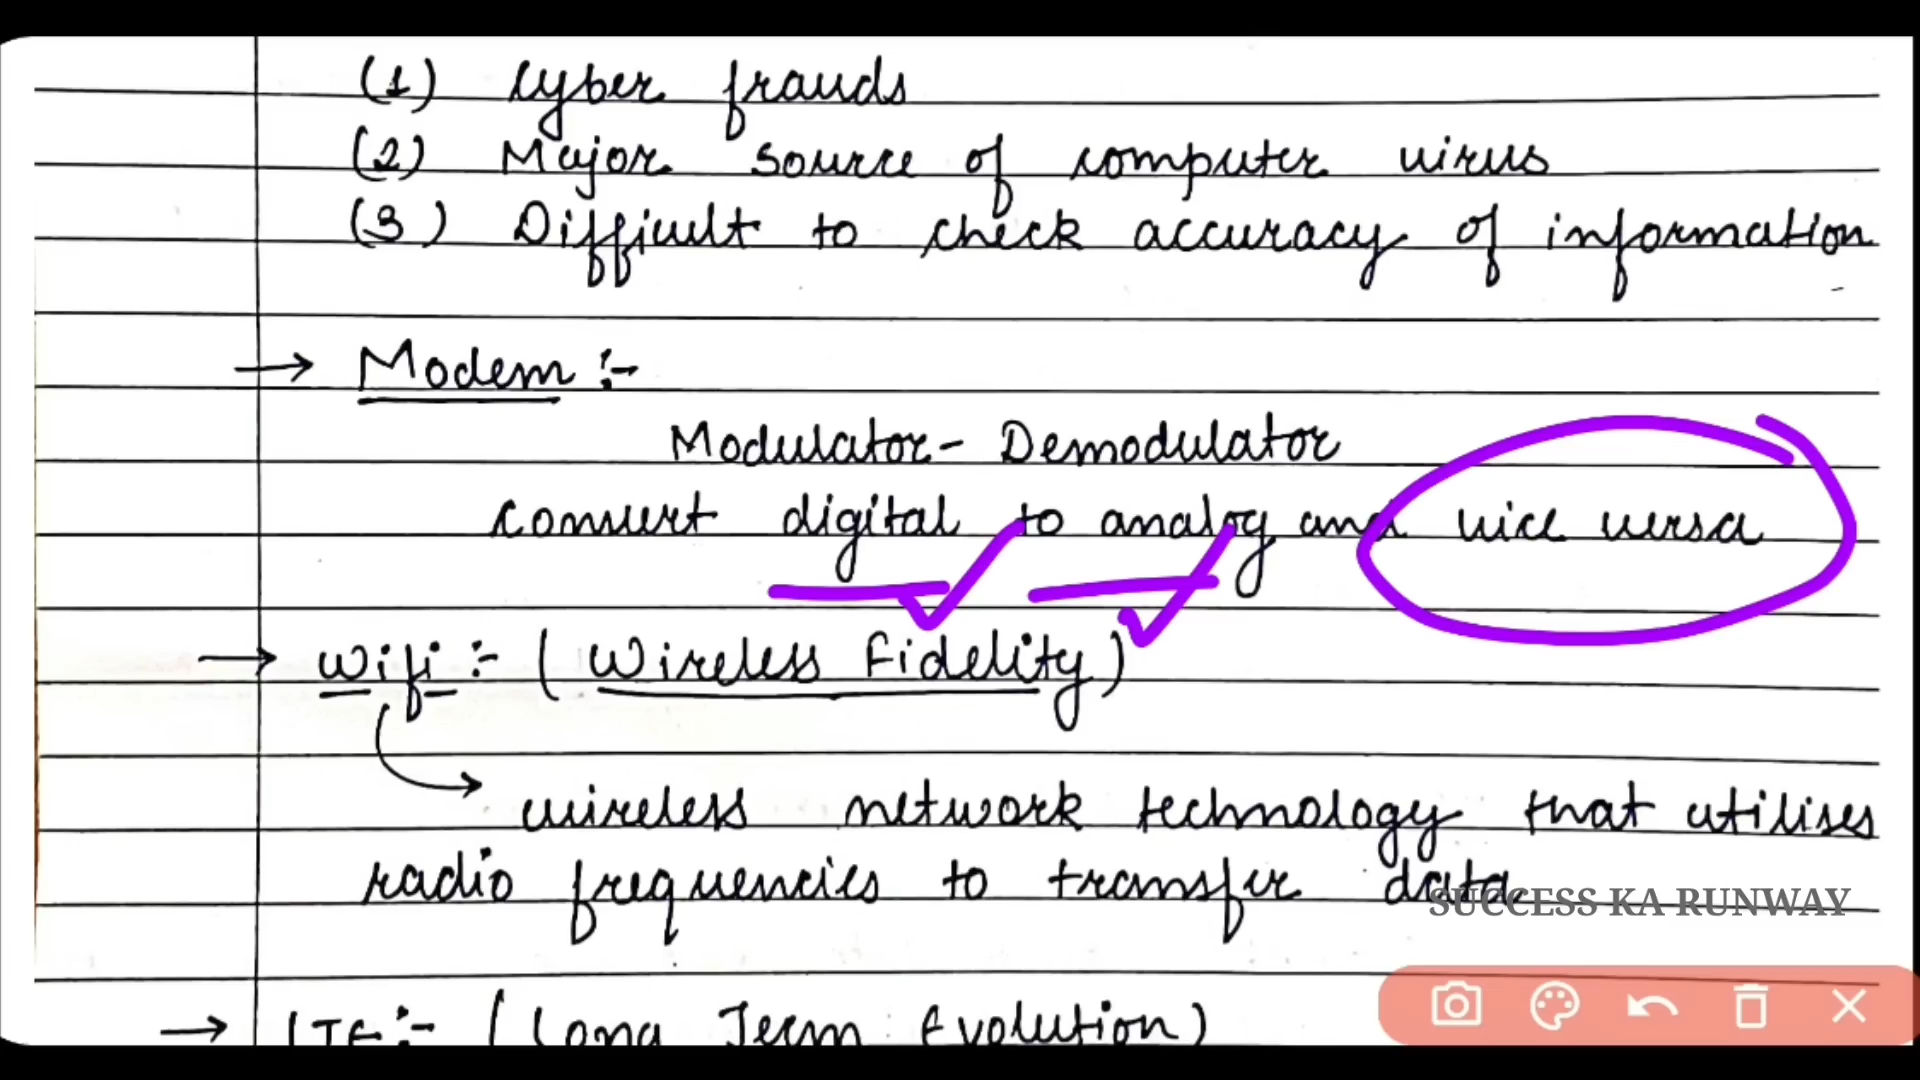 (1) Cyber frauds
(2) Major source of computer virus
(3) Difficult to check accuracy of information
→ Modem :-
Modulator - Demodulator
convert digital to analog and vice versa
→ Wifi :- ( Wireless Fidelity )
wireless network technology that utilises
radio frequencies to transfer data
SUCCESS KA RUNWAY
→ LTE :- ( Long Term Evolution )